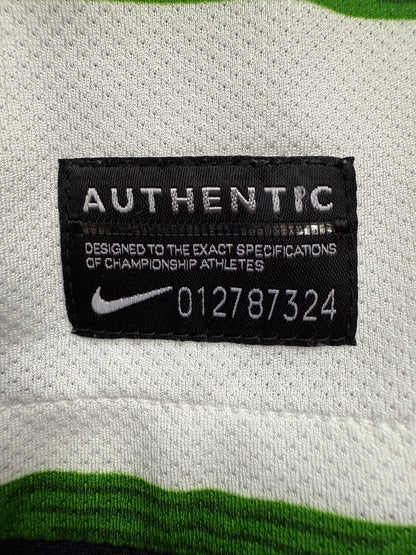 AUTHENTIC
DESIGNED TO THE EXACT SPECIFICATIONS
OF CHAMPIONSHIP ATHLETES
012787324